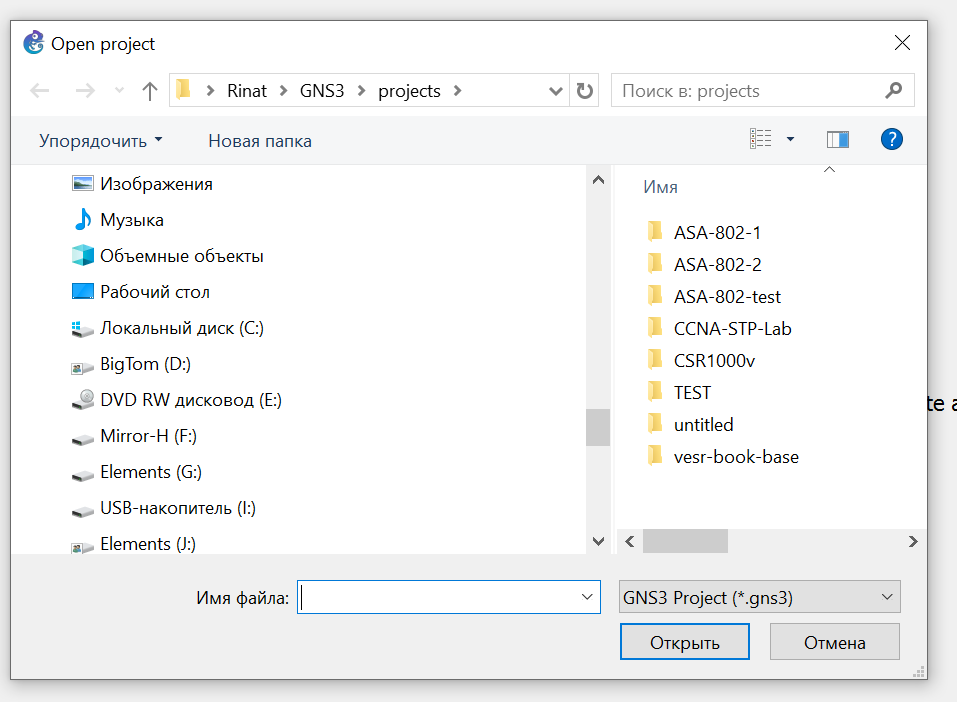 Open project
Rinat GNS3 projects
Поиск в: projects
Упорядочить Новая папка
?
Изображения
Музыка
Объемные объекты
Рабочий стол
Локальный диск (C:)
BigTom (D:)
DVD RW дисковод (E:)
Mirror-H (F:)
Elements (G:)
USB-накопитель (I:)
Elements (J:)
Имя
ASA-802-1
ASA-802-2
ASA-802-test
CCNA-STP-Lab
CSR1000v
TEST
untitled
vesr-book-base
te a
Имя файла:
GNS3 Project (*.gns3)
Открыть Отмена